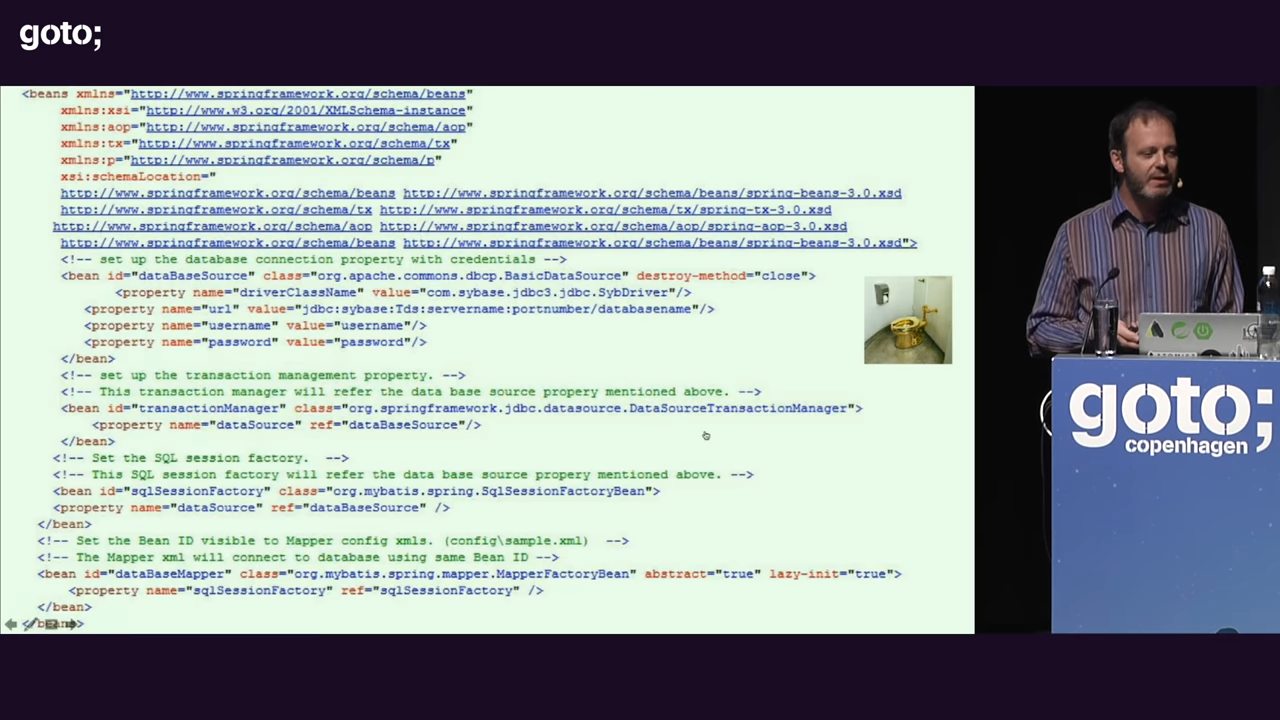 goto;
<beans xmlns="http://www.springframework.org/schema/beans"
xmlns:xsi="http://www.w3.org/2001/XMLSchema-instance"
xmlns:aop="http://www.springframework.org/schema/aop"
xmlns:tx="http://www.springframework.org/schema/tx"
xmlns:p="http://www.springframework.org/schema/p"
xsi:schemaLocation="
http://www.springframework.org/schema/beans http://www.springframework.org/schema/beans/spring-beans-3.0.xsd
http://www.springframework.org/schema/tx http://www.springframework.org/schema/tx/spring-tx-3.0.xsd
http://www.springframework.org/schema/aop http://www.springframework.org/schema/aop/spring-aop-3.0.xsd
http://www.springframework.org/schema/beans http://www.springframework.org/schema/beans/spring-beans-3.0.xsd">
<!-- set up the database connection property with credentials -->
<bean id="dataBaseSource" class="org.apache.commons.dbcp.BasicDataSource" destroy-method="close">
<property name="driverClassName" value="com.sybase.jdbc3.jdbc.SybDriver"/>
<property name="url" value="jdbc:sybase:Tds:servername:portnumber/databasename"/>
<property name="username" value="username"/>
<property name="password" value="password"/>
</bean>
<!-- set up the transaction management property. -->
<!-- This transaction manager will refer the data base source propery mentioned above. -->
<bean id="transactionManager" class="org.springframework.jdbc.datasource.DataSourceTransactionManager">
<property name="dataSource" ref="dataBaseSource"/>
</bean>
<!-- Set the SQL session factory.  -->
<!-- This SQL session factory will refer the data base source propery mentioned above. -->
<bean id="sqlSessionFactory" class="org.mybatis.spring.SqlSessionFactoryBean">
<property name="dataSource" ref="dataBaseSource" />
</bean>
<!-- Set the Bean ID visible to Mapper config xmls. (config\sample.xml)  -->
<!-- The Mapper xml will connect to database using same Bean ID -->
<bean id="dataBaseMapper" class="org.mybatis.spring.mapper.MapperFactoryBean" abstract="true" lazy-init="true">
<property name="sqlSessionFactory" ref="sqlSessionFactory" />
</bean>
</beans>
goto;
copenhagen